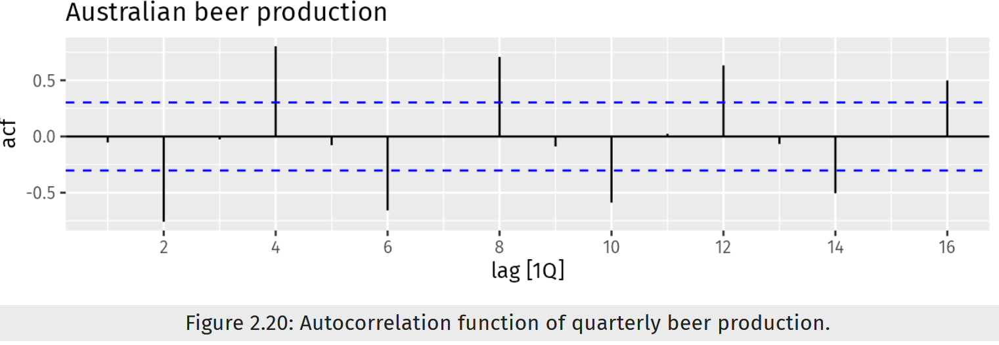 Australian beer production
0.5
0.0
-0.5
acf
2 4 6 8 10 12 14 16
lag [1Q]
Figure 2.20: Autocorrelation function of quarterly beer production.